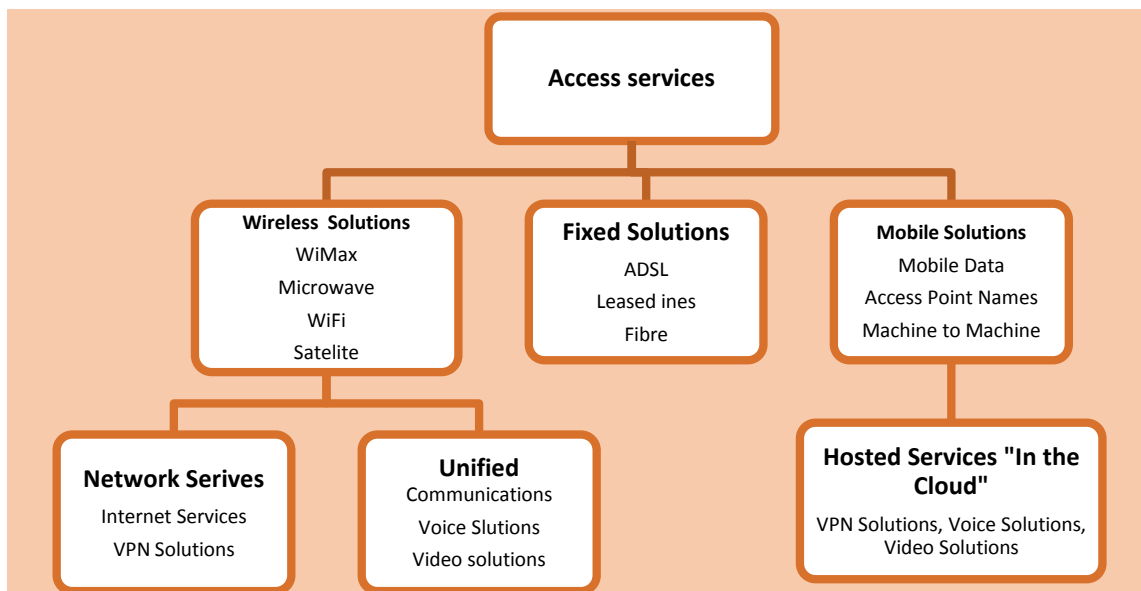 Access services
Wireless  Solutions
WiMax
Microwave
WiFi
Satelite
Fixed Solutions
ADSL
Leased ines
Fibre
Mobile Solutions
Mobile Data
Access Point Names
Machine to Machine
Network Serives
Internet Services
VPN Solutions
Unified
Communications
Voice Slutions
Video solutions
Hosted Services "In the
Cloud"
VPN Solutions, Voice Solutions,
Video Solutions